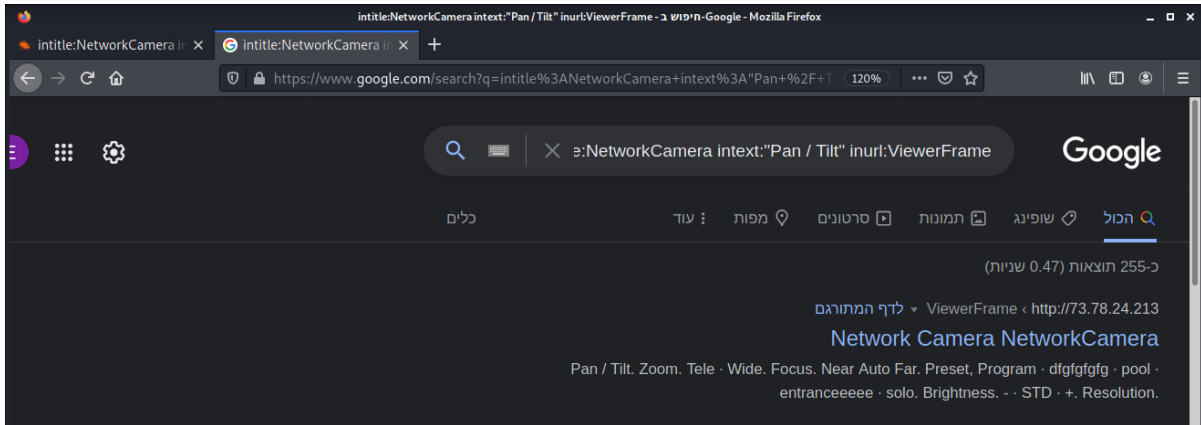 intitle:NetworkCamera intext:"Pan / Tilt" inurl:ViewerFrame - חיפוש ב-Google - Mozilla Firefox
intitle:NetworkCamera in
intitle:NetworkCamera in
https://www.google.com/search?q=intitle%3ANetworkCamera+intext%3A"Pan+%2F+T 120%
e:NetworkCamera intext:"Pan / Tilt" inurl:ViewerFrame
Google
הכול שופינג תמונות סרטונים מפות עוד כלים
כ-255 תוצאות (0.47 שניות)
http://73.78.24.213 › ViewerFrame לדף המתורגם
Network Camera NetworkCamera
Pan / Tilt. Zoom. Tele · Wide. Focus. Near Auto Far. Preset, Program · dfgfgfgfg · pool ·
entranceeeee · solo. Brightness. - · STD · +. Resolution.